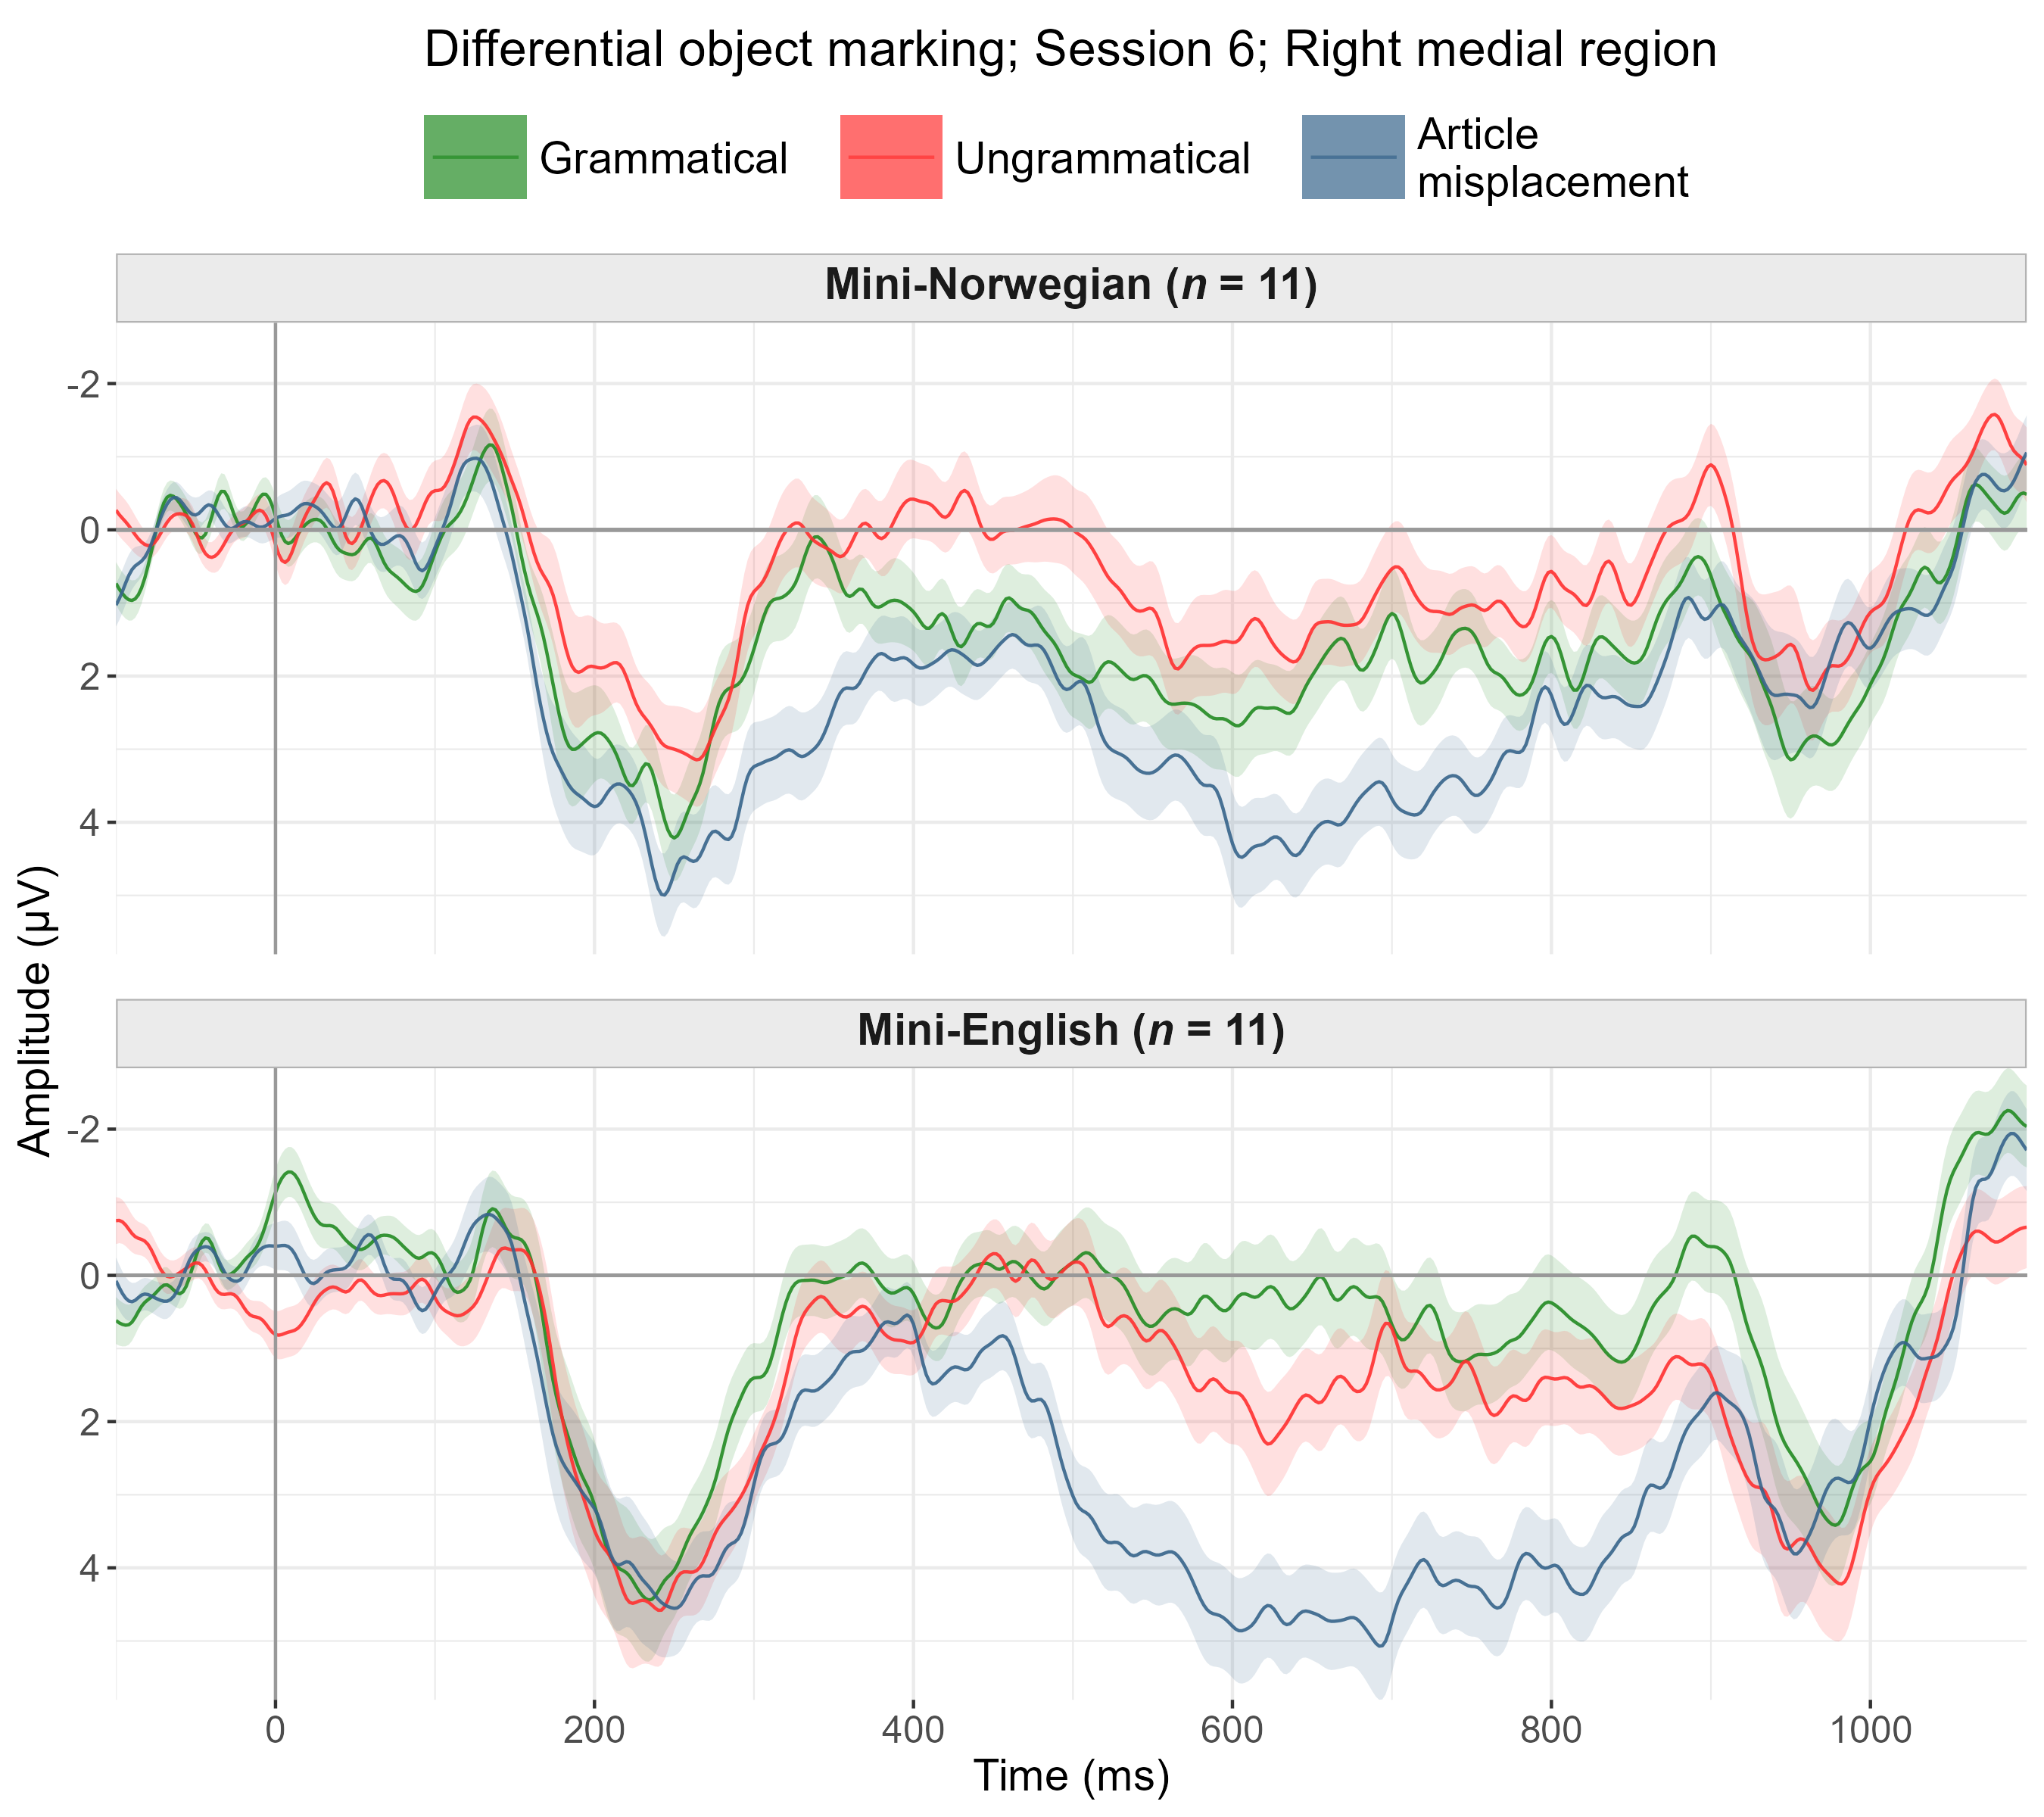 Differential object marking; Session 6; Right medial region
Grammatical
Ungrammatical
Article
misplacement
Mini-Norwegian (n = 11)
-2
0
2
4
Mini-English (n = 11)
-2
0
2
4
Amplitude (µV)
0 200 400 600 800 1000
Time (ms)